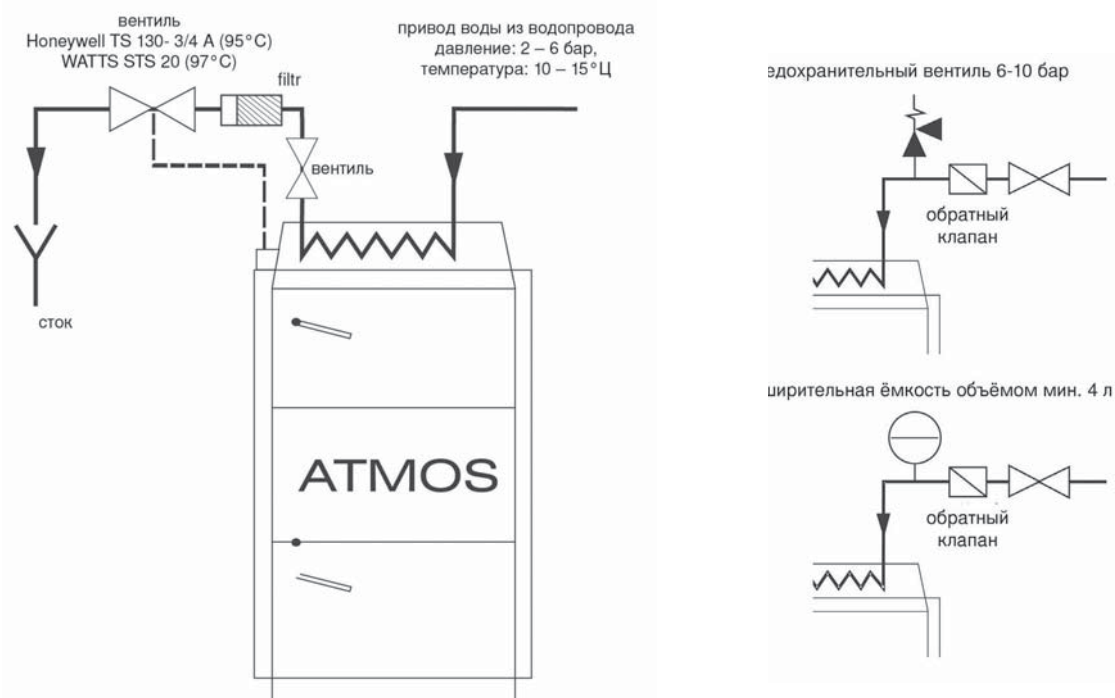 вентиль
Honeywell TS 130- 3/4 A (95°C)
WATTS STS 20 (97°C)
filtr
вентиль
сток
привод воды из водопровода
давление: 2 – 6 бар,
температура: 10 – 15°Ц
ATMOS
едохранительный вентиль 6-10 бар
обратный
клапан
ширительная ёмкость объёмом мин. 4 л
обратный
клапан